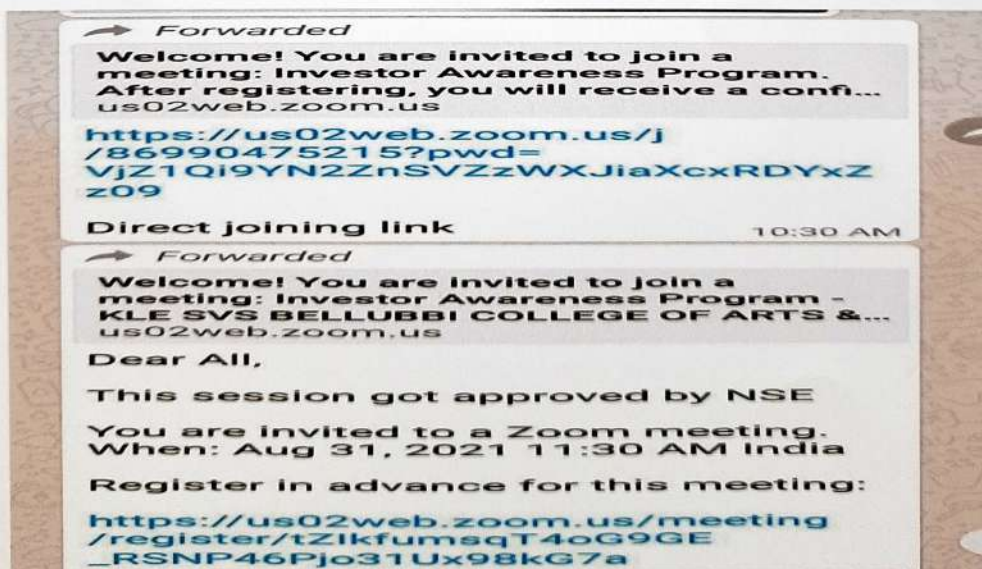 Forwarded
Welcome! You are invited to join a
meeting: Investor Awareness Program.
After registering, you will receive a confi...
us02web.zoom.us
https://us02web.zoom.us/j
/86990475215?pwd=
VjZ1Qi9YN2ZnSVZzWXJiaXcxRDYxZ
z09
Direct joining link
10:30 AM
Forwarded
Welcome! You are invited to join a
meeting: Investor Awareness Program -
KLE SVS BELLUBBI COLLEGE OF ARTS &...
us02web.zoom.us
Dear All,
This session got approved by NSE
You are invited to a Zoom meeting.
When: Aug 31, 2021 11:30 AM India
Register in advance for this meeting:
https://us02web.zoom.us/meeting
/register/tZIkfumsqT4oG9GE
_RSNP46Pjo31Ux98kG7a